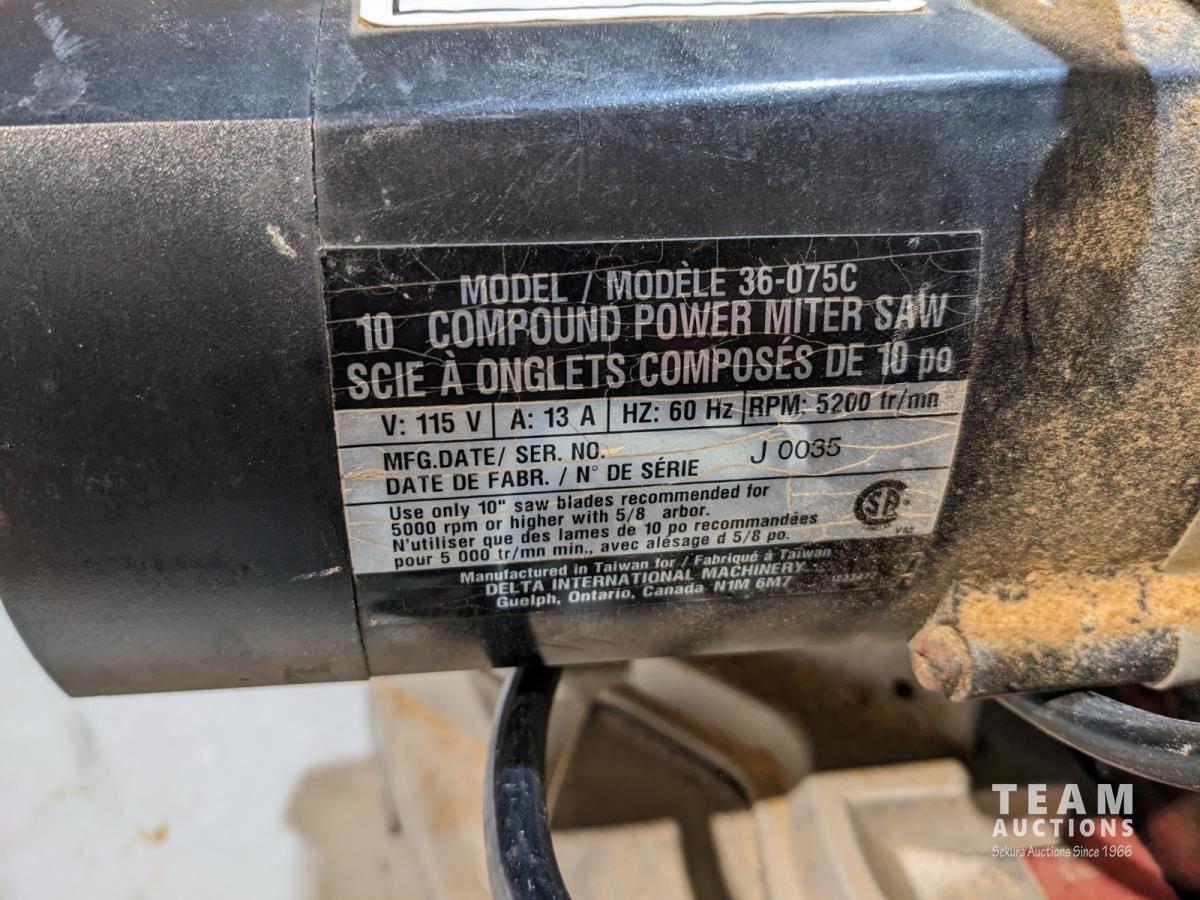 MODEL / MODÈLE 36-075C
10 COMPOUND POWER MITER SAW
SCIE À ONGLETS COMPOSÉS DE 10 po
V: 115 V A: 13 A HZ: 60 Hz RPM: 5200 tr/mn
MFG.DATE/ SER. NO. J 0035
DATE DE FABR. / N° DE SÉRIE
Use only 10" saw blades recommended for
5000 rpm or higher with 5/8 arbor.
N'utiliser que des lames de 10 po recommandées
pour 5 000 tr/mn min., avec alésage d 5/8 po.
Manufactured in Taiwan for / Fabriqué à Taiwan
DELTA INTERNATIONAL MACHINERY
Guelph, Ontario, Canada N1M 6M7
SA
TEAM
AUCTIONS
Sekura Auctions Since 1966